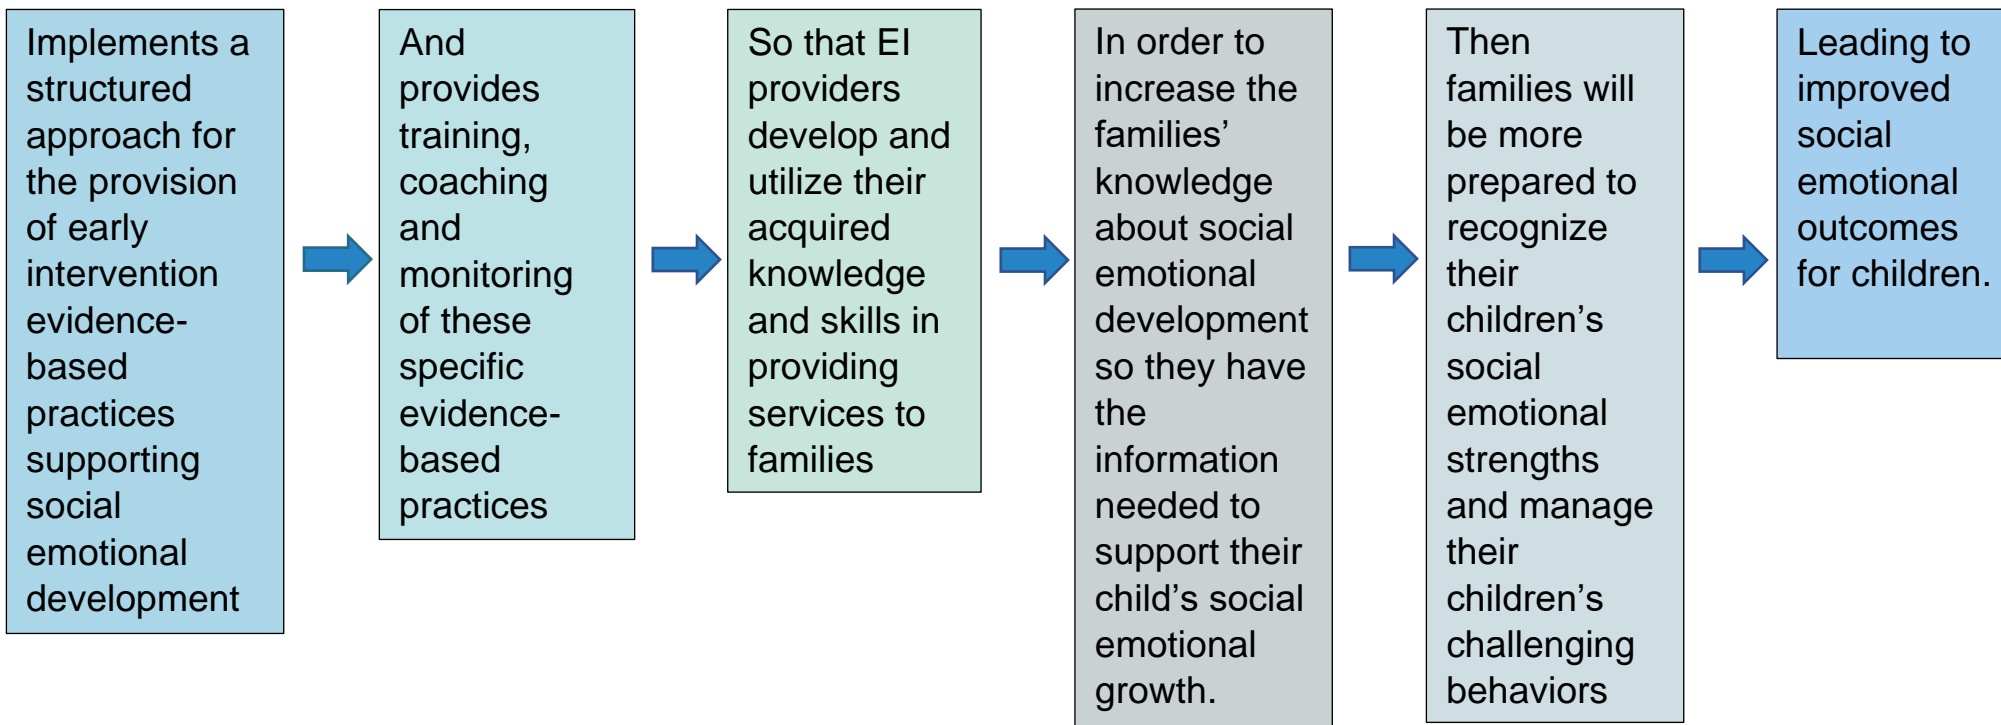 Implements a
structured
approach for
the provision
of early
intervention
evidence-
based
practices
supporting
social
emotional
development
And
provides
training,
coaching
and
monitoring
of these
specific
evidence-
based
practices
So that EI
providers
develop and
utilize their
acquired
knowledge
and skills in
providing
services to
families
In order to
increase the
families’
knowledge
about social
emotional
development
so they have
the
information
needed to
support their
child’s social
emotional
growth.
Then
families will
be more
prepared to
recognize
their
children’s
social
emotional
strengths
and manage
their
children’s
challenging
behaviors
Leading to
improved
social
emotional
outcomes
for children.